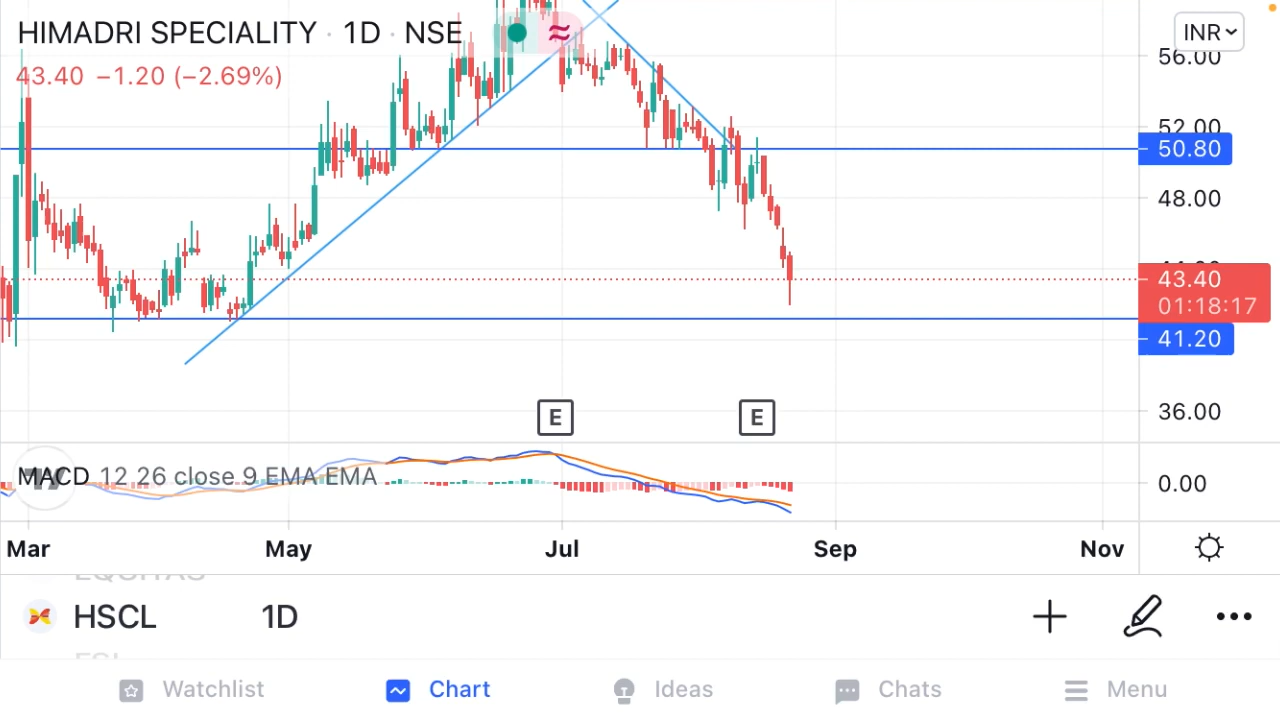 HIMADRI SPECIALITY · 1D · NSE
43.40 −1.20 (−2.69%)
INR
56.00
52.00
50.80
48.00
43.40
01:18:17
41.20
36.00
E E
MACD 12 26 close 9 EMA EMA
0.00
Mar May Jul Sep Nov
HSCL 1D
Watchlist Chart Ideas Chats Menu